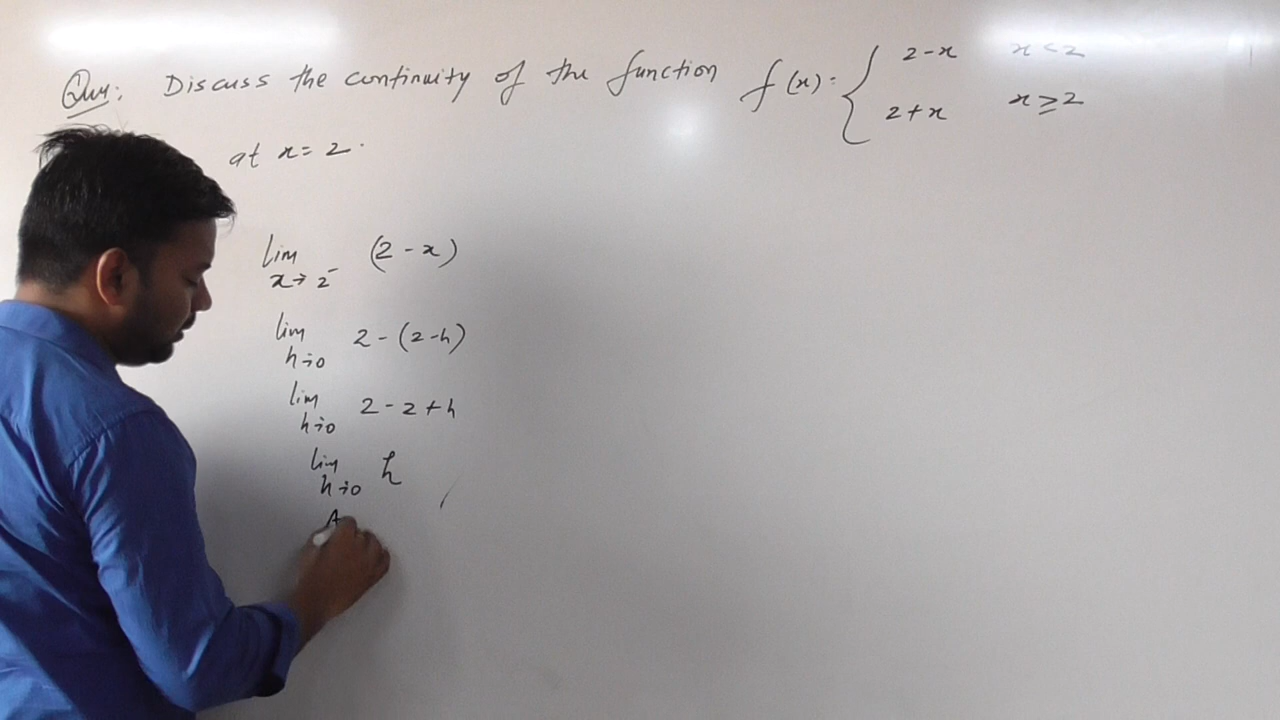 Que: Discuss the continuity of the function f(x): { 2-x x<2
2+x x≥2
at x=2.
lim x→2⁻ (2-x)
lim h→0 2-(2-h)
lim h→0 2-2+h
lim h→0 h
A